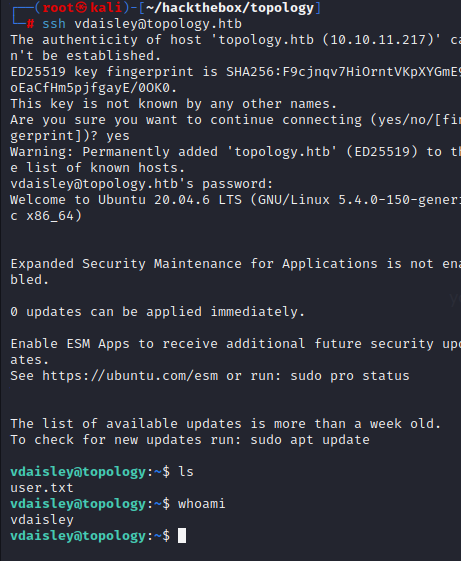 ┌──(root㉿kali)-[~/hackthebox/topology]
└─# ssh vdaisley@topology.htb
The authenticity of host 'topology.htb (10.10.11.217)' ca
n't be established.
ED25519 key fingerprint is SHA256:F9cjnqv7HiOrntVKpXYGmE9
oEaCfHm5pjfgayE/0OK0.
This key is not known by any other names.
Are you sure you want to continue connecting (yes/no/[fin
gerprint])? yes
Warning: Permanently added 'topology.htb' (ED25519) to th
e list of known hosts.
vdaisley@topology.htb's password:
Welcome to Ubuntu 20.04.6 LTS (GNU/Linux 5.4.0-150-generi
c x86_64)
Expanded Security Maintenance for Applications is not ena
bled.
0 updates can be applied immediately.
Enable ESM Apps to receive additional future security upd
ates.
See https://ubuntu.com/esm or run: sudo pro status
The list of available updates is more than a week old.
To check for new updates run: sudo apt update
vdaisley@topology:~$ ls
user.txt
vdaisley@topology:~$ whoami
vdaisley
vdaisley@topology:~$